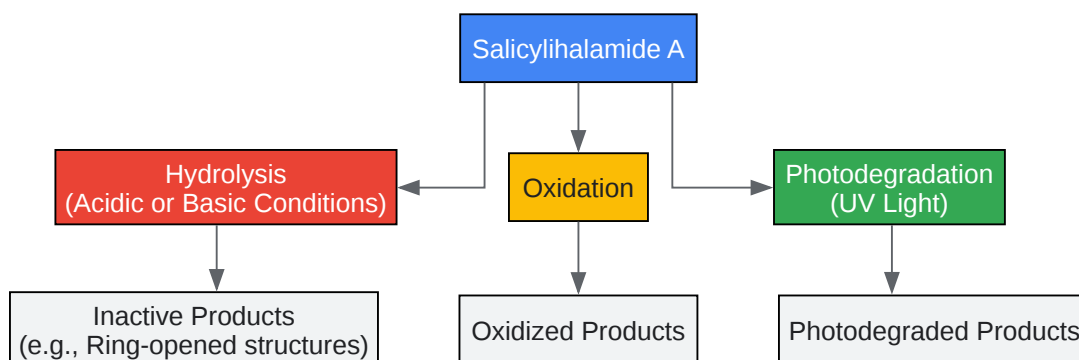 Salicylihalamide A
Hydrolysis
(Acidic or Basic Conditions)
Oxidation
Photodegradation
(UV Light)
Inactive Products
(e.g., Ring-opened structures)
Oxidized Products
Photodegraded Products